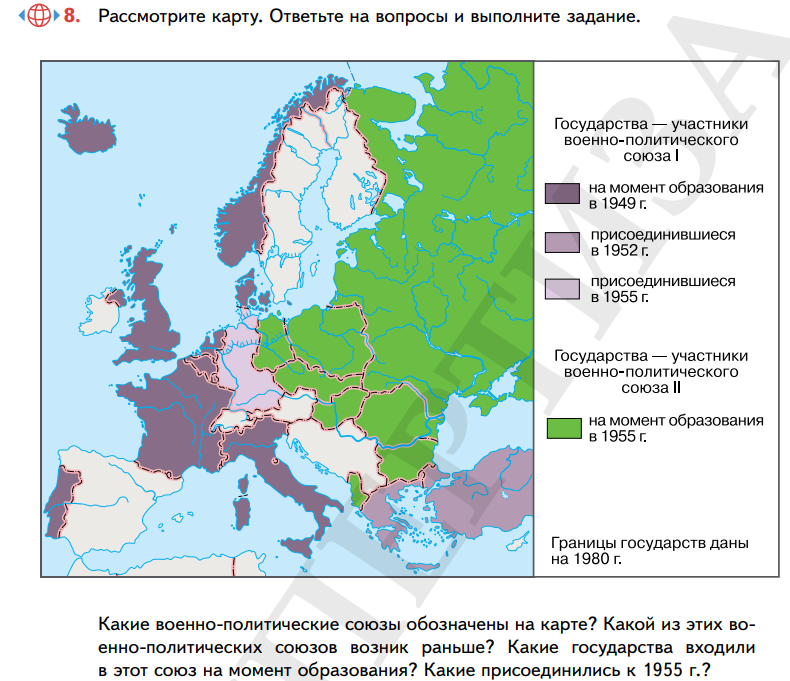 8. Рассмотрите карту. Ответьте на вопросы и выполните задание.
Государства — участники
военно-политического
союза I
на момент образования
в 1949 г.
присоединившиеся
в 1952 г.
присоединившиеся
в 1955 г.
Государства — участники
военно-политического
союза II
на момент образования
в 1955 г.
Границы государств даны
на 1980 г.
Какие военно-политические союзы обозначены на карте? Какой из этих во-
енно-политических союзов возник раньше? Какие государства входили
в этот союз на момент образования? Какие присоединились к 1955 г.?